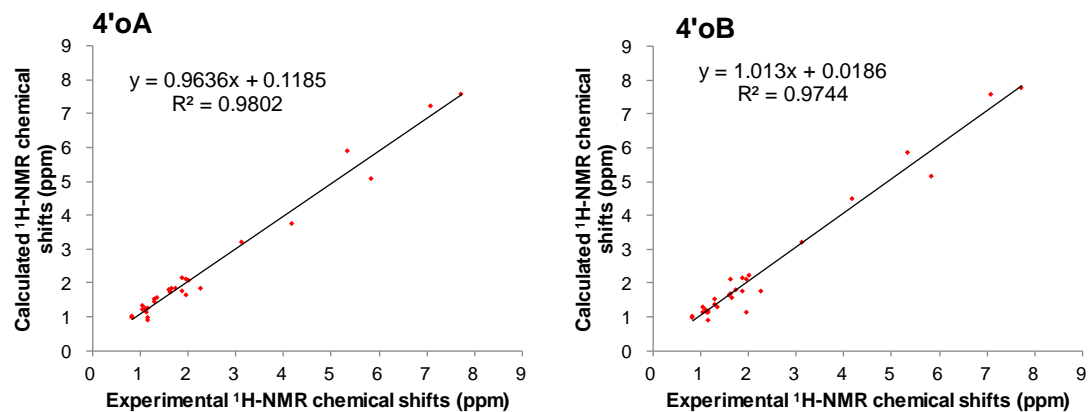 4'oA
y = 0.9636x + 0.1185
R² = 0.9802
Calculated ¹H-NMR chemical
shifts (ppm)
9
8
7
6
5
4
3
2
1
0
0 1 2 3 4 5 6 7 8 9
Experimental ¹H-NMR chemical shifts (ppm)
4'oB
y = 1.013x + 0.0186
R² = 0.9744
Calculated ¹H-NMR chemical
shifts (ppm)
9
8
7
6
5
4
3
2
1
0
0 1 2 3 4 5 6 7 8 9
Experimental ¹H-NMR chemical shifts (ppm)